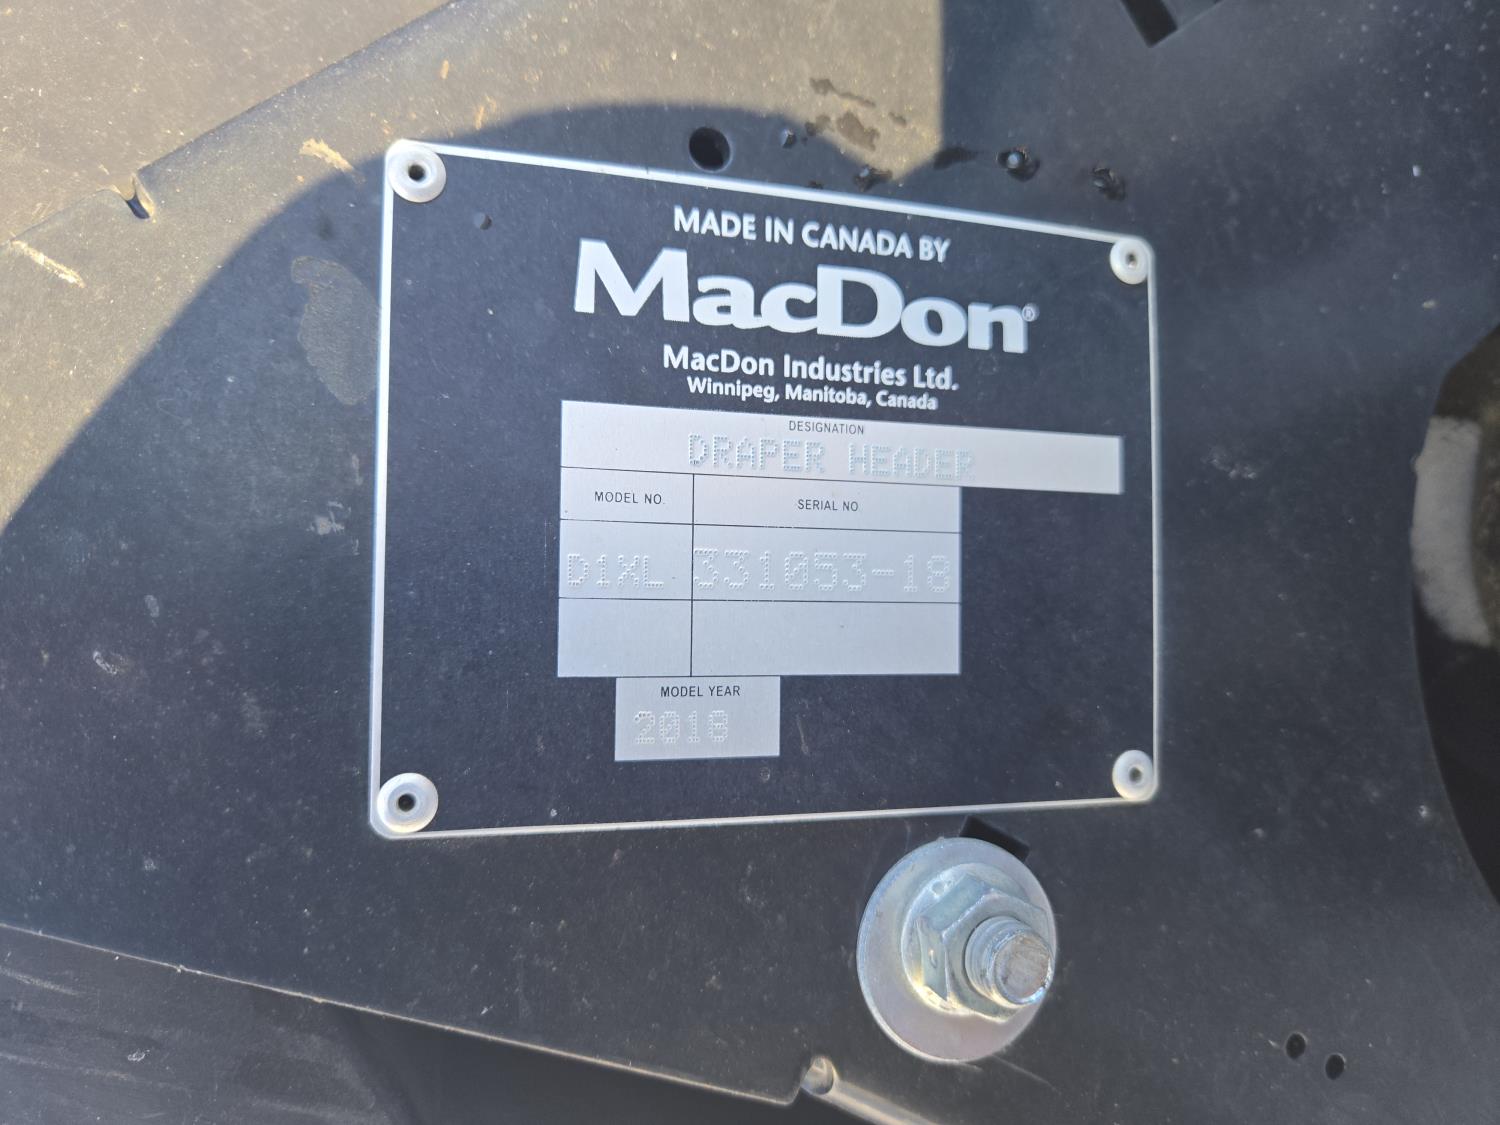 MADE IN CANADA BY
MacDon®
MacDon Industries Ltd.
Winnipeg, Manitoba, Canada
DESIGNATION
DRAPER HEADER
MODEL NO. SERIAL NO
D1XL 331053-18
MODEL YEAR
2018